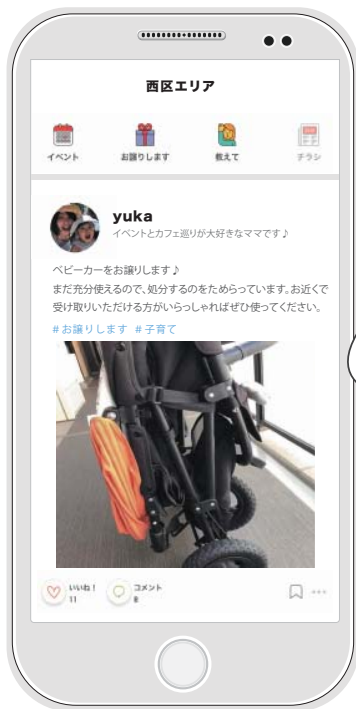 西区エリア
イベント
お譲りします
教えて
チラシ
yuka
イベントとカフェ巡りが大好きなママです♪
ベビーカーをお譲りします♪
まだ充分使えるので、処分するのをためらっています。お近くで
受け取りいただける方がいらっしゃればぜひ使ってください。
#お譲りします #子育て
いいね！
11
コメント
8